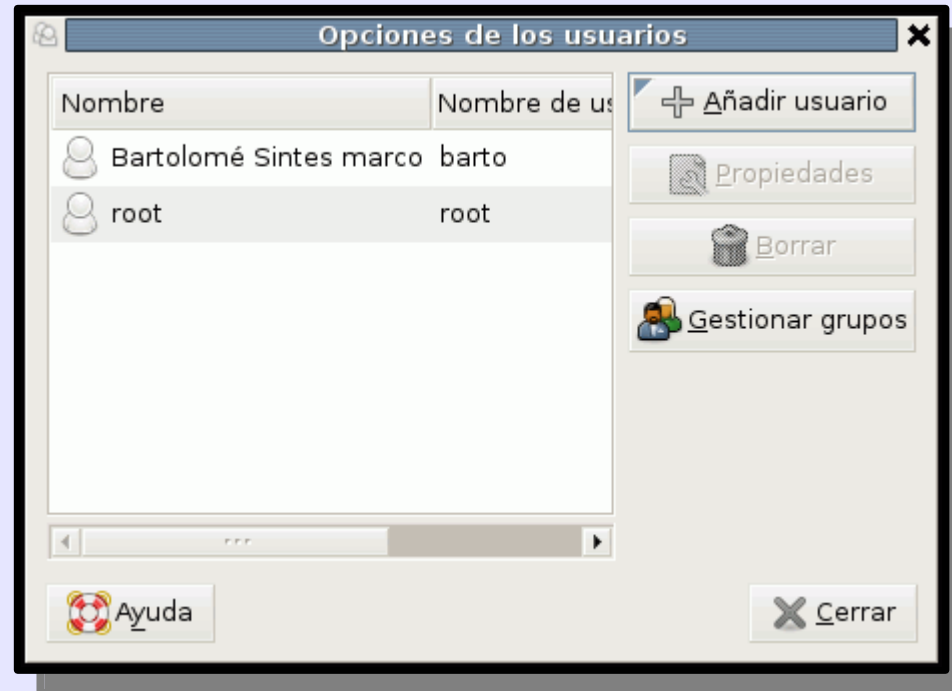 Opciones de los usuarios
Nombre Nombre de us
Bartolomé Sintes marco barto
root root
Añadir usuario
Propiedades
Borrar
Gestionar grupos
Ayuda
Cerrar